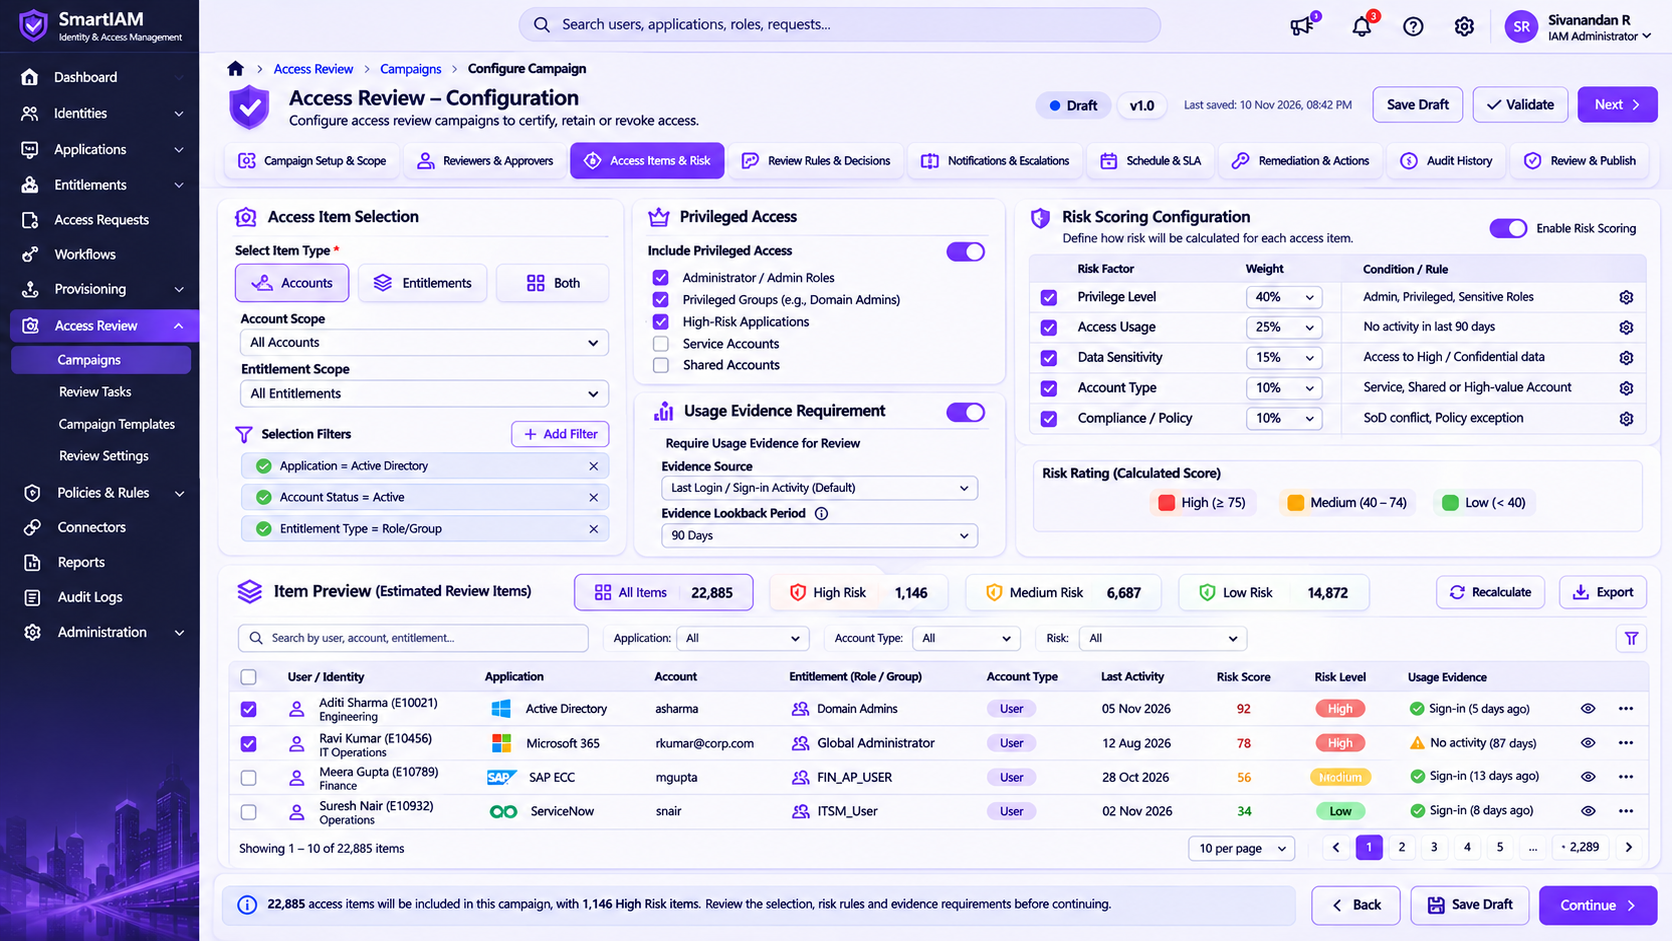 SmartIAM
Identity & Access Management
Search users, applications, roles, requests...
1
3
SR
Sivanandan R
IAM Administrator
Dashboard
Identities
Applications
Entitlements
Access Requests
Workflows
Provisioning
Access Review
Campaigns
Review Tasks
Campaign Templates
Review Settings
Policies & Rules
Connectors
Reports
Audit Logs
Administration
Access Review > Campaigns > Configure Campaign
Access Review – Configuration
Configure access review campaigns to certify, retain or revoke access.
Draft
v1.0
Last saved: 10 Nov 2026, 08:42 PM
Save Draft
Validate
Next
Campaign Setup & Scope
Reviewers & Approvers
Access Items & Risk
Review Rules & Decisions
Notifications & Escalations
Schedule & SLA
Remediation & Actions
Audit History
Review & Publish
Access Item Selection
Select Item Type *
Accounts
Entitlements
Both
Account Scope
All Accounts
Entitlement Scope
All Entitlements
Selection Filters
+ Add Filter
Application = Active Directory
Account Status = Active
Entitlement Type = Role/Group
Privileged Access
Include Privileged Access
Administrator / Admin Roles
Privileged Groups (e.g., Domain Admins)
High-Risk Applications
Service Accounts
Shared Accounts
Usage Evidence Requirement
Require Usage Evidence for Review
Evidence Source
Last Login / Sign-in Activity (Default)
Evidence Lookback Period
90 Days
Risk Scoring Configuration
Define how risk will be calculated for each access item.
Enable Risk Scoring
Risk Factor Weight Condition / Rule
Privilege Level 40% Admin, Privileged, Sensitive Roles
Access Usage 25% No activity in last 90 days
Data Sensitivity 15% Access to High / Confidential data
Account Type 10% Service, Shared or High-value Account
Compliance / Policy 10% SoD conflict, Policy exception
Risk Rating (Calculated Score)
High (≥ 75)
Medium (40 – 74)
Low (< 40)
Item Preview (Estimated Review Items)
All Items 22,885
High Risk 1,146
Medium Risk 6,687
Low Risk 14,872
Recalculate
Export
Search by user, account, entitlement...
Application: All
Account Type: All
Risk: All
User / Identity Application Account Entitlement (Role / Group) Account Type Last Activity Risk Score Risk Level Usage Evidence
Aditi Sharma (E10021) Active Directory asharma Domain Admins User 05 Nov 2026 92 High Sign-in (5 days ago)
Engineering
Ravi Kumar (E10456) Microsoft 365 rkumar@corp.com Global Administrator User 12 Aug 2026 78 High No activity (87 days)
IT Operations
Meera Gupta (E10789) SAP SAP ECC mgupta FIN_AP_USER User 28 Oct 2026 56 Medium Sign-in (13 days ago)
Finance
Suresh Nair (E10932) ServiceNow snair ITSM_User User 02 Nov 2026 34 Low Sign-in (8 days ago)
Operations
Showing 1 – 10 of 22,885 items
10 per page
1 2 3 4 5 ... 2,289
22,885 access items will be included in this campaign, with 1,146 High Risk items. Review the selection, risk rules and evidence requirements before continuing.
Back
Save Draft
Continue